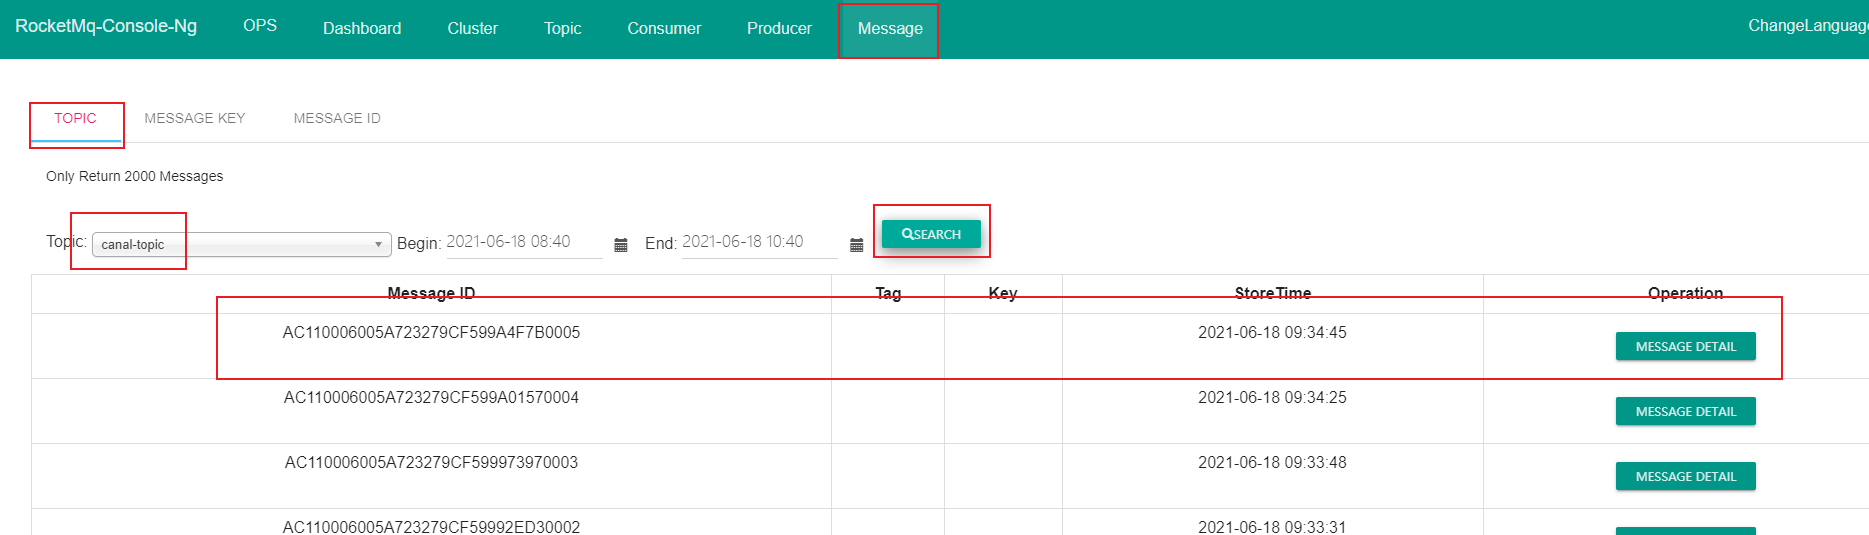 RocketMq-Console-Ng OPS Dashboard Cluster Topic Consumer Producer Message ChangeLanguage
TOPIC MESSAGE KEY MESSAGE ID
Only Return 2000 Messages
Topic: canal-topic Begin: 2021-06-18 08:40 End: 2021-06-18 10:40 SEARCH
Message ID Tag Key StoreTime Operation
AC110006005A723279CF599A4F7B0005 2021-06-18 09:34:45 MESSAGE DETAIL
AC110006005A723279CF599A01570004 2021-06-18 09:34:25 MESSAGE DETAIL
AC110006005A723279CF599973970003 2021-06-18 09:33:48 MESSAGE DETAIL
AC110006005A723279CF59992ED30002 2021-06-18 09:33:31